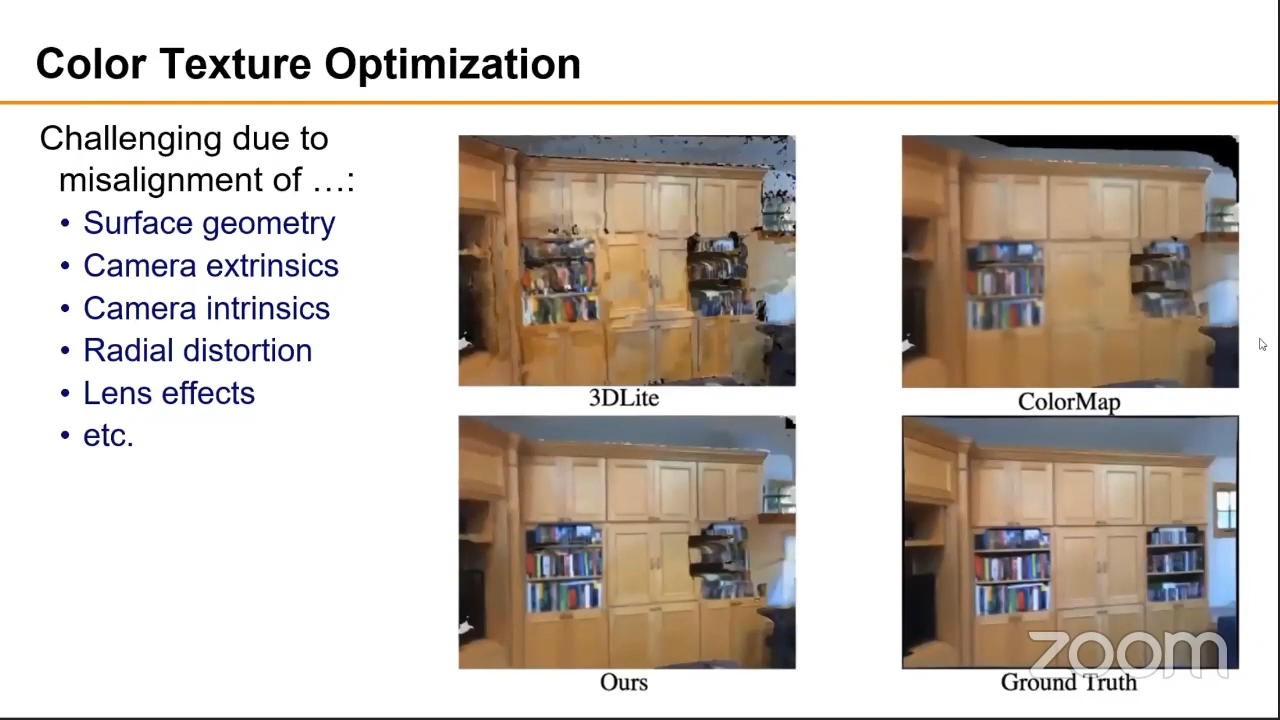 Color Texture Optimization
Challenging due to
misalignment of …:
• Surface geometry
• Camera extrinsics
• Camera intrinsics
• Radial distortion
• Lens effects
• etc.
3DLite
ColorMap
Ours
Ground Truth
zoom